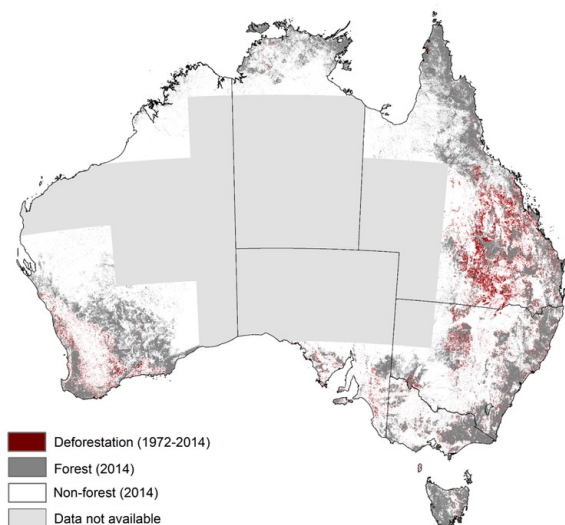 Deforestation (1972-2014)
Forest (2014)
Non-forest (2014)
Data not available